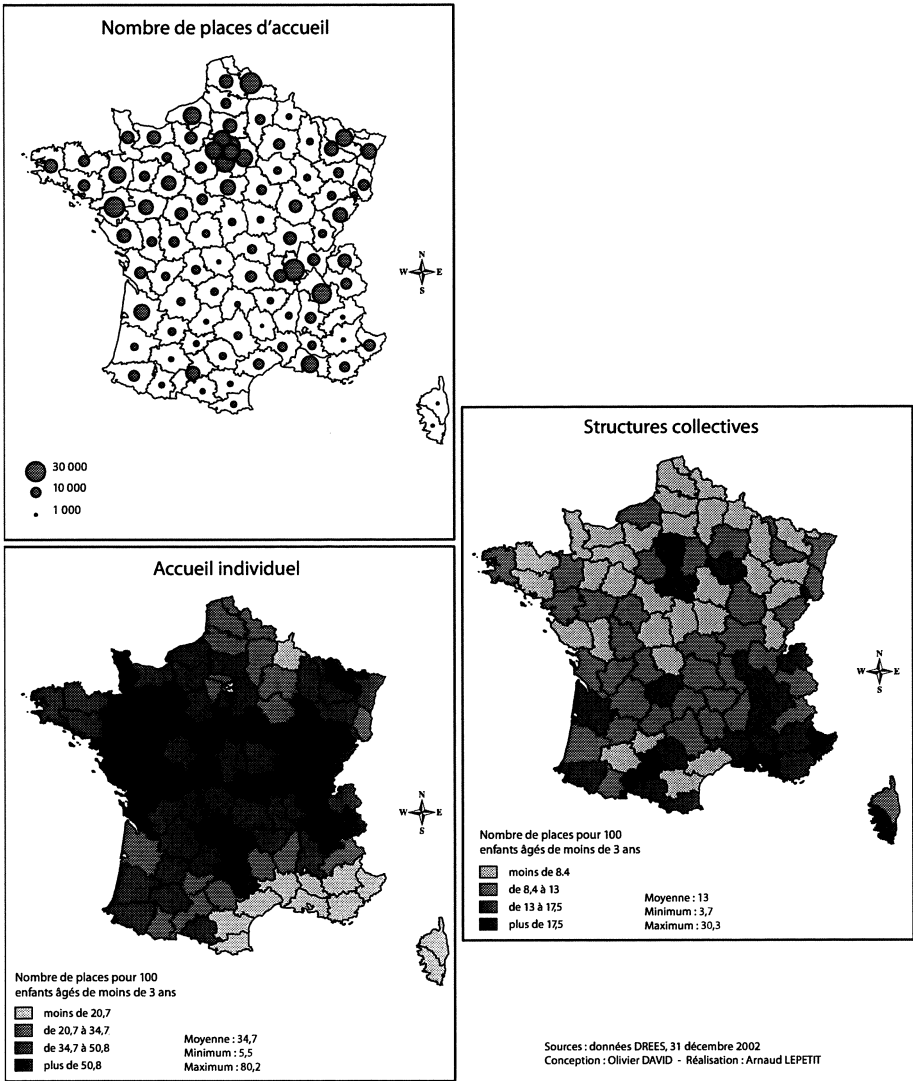 Nombre de places d'accueil
N
W E
S
30 000
10 000
1 000
Accueil individuel
N
W E
S
Nombre de places pour 100
enfants âgés de moins de 3 ans
moins de 20,7
de 20,7 à 34,7
de 34,7 à 50,8
plus de 50,8
Moyenne : 34,7
Minimum : 5,5
Maximum : 80,2
Structures collectives
N
W E
S
Nombre de places pour 100
enfants âgés de moins de 3 ans
moins de 8.4
de 8,4 à 13
de 13 à 17,5
plus de 17,5
Moyenne : 13
Minimum : 3,7
Maximum : 30,3
Sources : données DREES, 31 décembre 2002
Conception : Olivier DAVID - Réalisation : Arnaud LEPETIT